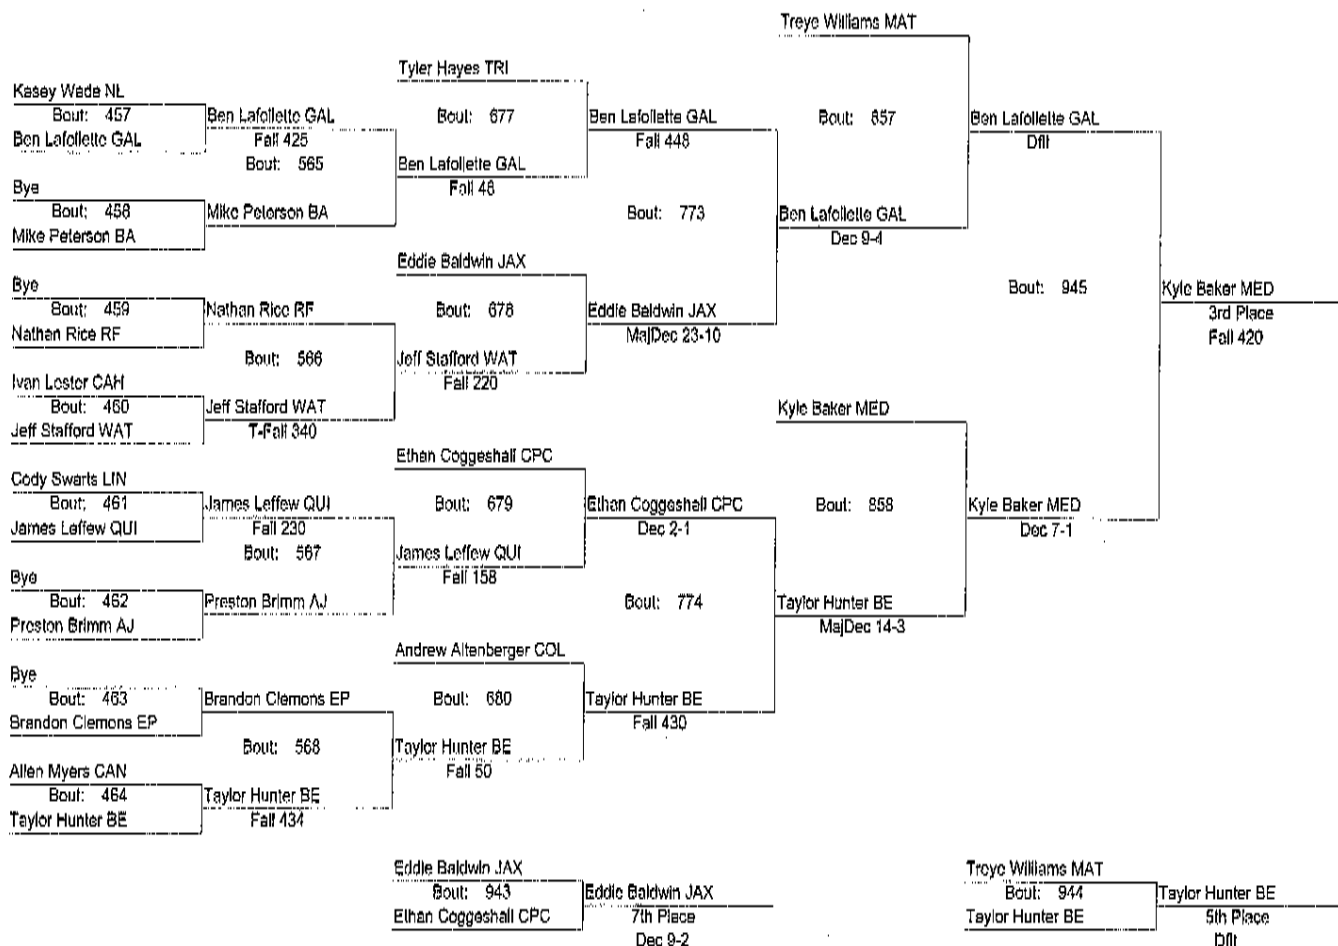 Treye Williams MAT
Tyler Hayes TRI
Kasey Wade NL
Bout: 457
Ben Lafollette GAL
Ben Lafollette GAL
Fall 425
Bout: 565
Bye
Bout: 458
Mike Peterson BA
Mike Peterson BA
Bout: 677
Ben Lafollette GAL
Fall 48
Ben Lafollette GAL
Fall 448
Bout: 857
Ben Lafollette GAL
Dflt
Bout: 773
Ben Lafollette GAL
Dec 9-4
Bye
Bout: 459
Nathan Rice RF
Nathan Rice RF
Bout: 566
Ivan Lester CAH
Bout: 460
Jeff Stafford WAT
Jeff Stafford WAT
T-Fall 340
Eddie Baldwin JAX
Bout: 678
Jeff Stafford WAT
Fall 220
Eddie Baldwin JAX
MajDec 23-10
Bout: 945
Kyle Baker MED
3rd Place
Fall 420
Cody Swarts LIN
Bout: 461
James Leffew QUI
James Leffew QUI
Fall 230
Bout: 567
Bye
Bout: 462
Preston Brimm AJ
Preston Brimm AJ
Ethan Coggeshall CPC
Bout: 679
James Leffew QUI
Fall 158
Ethan Coggeshall CPC
Dec 2-1
Kyle Baker MED
Bout: 858
Kyle Baker MED
Dec 7-1
Bout: 774
Taylor Hunter BE
MajDec 14-3
Bye
Bout: 463
Brandon Clemons EP
Brandon Clemons EP
Bout: 568
Allen Myers CAN
Bout: 464
Taylor Hunter BE
Taylor Hunter BE
Fall 434
Andrew Altenberger COL
Bout: 680
Taylor Hunter BE
Fall 50
Taylor Hunter BE
Fall 430
Eddie Baldwin JAX
Bout: 943
Ethan Coggeshall CPC
Eddie Baldwin JAX
7th Place
Dec 9-2
Treye Williams MAT
Bout: 944
Taylor Hunter BE
Taylor Hunter BE
5th Place
Dflt